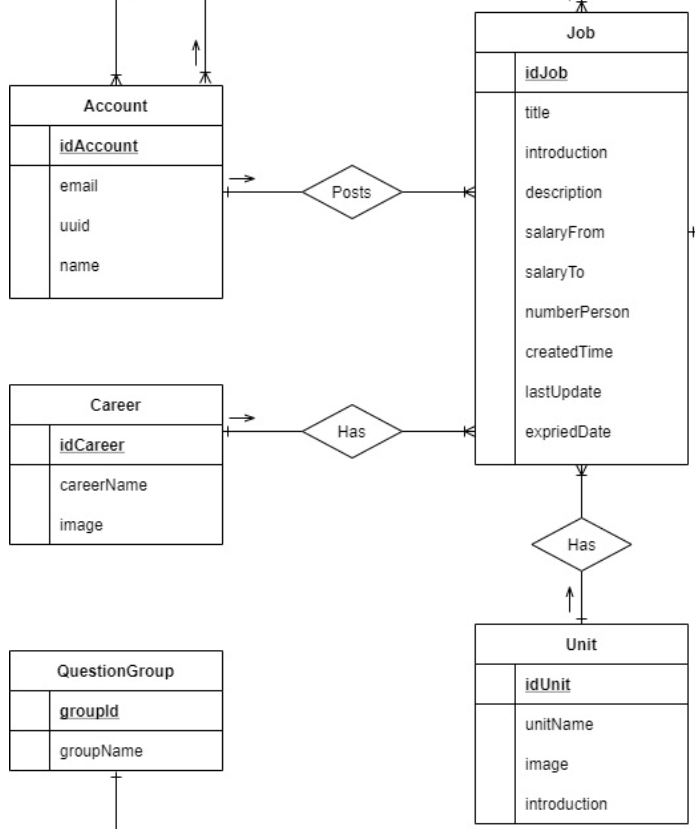 Account
idAccount
email
uuid
name
Posts
Job
idJob
title
introduction
description
salaryFrom
salaryTo
numberPerson
createdTime
lastUpdate
expriedDate
Career
idCareer
careerName
image
Has
Has
QuestionGroup
groupId
groupName
Unit
idUnit
unitName
image
introduction